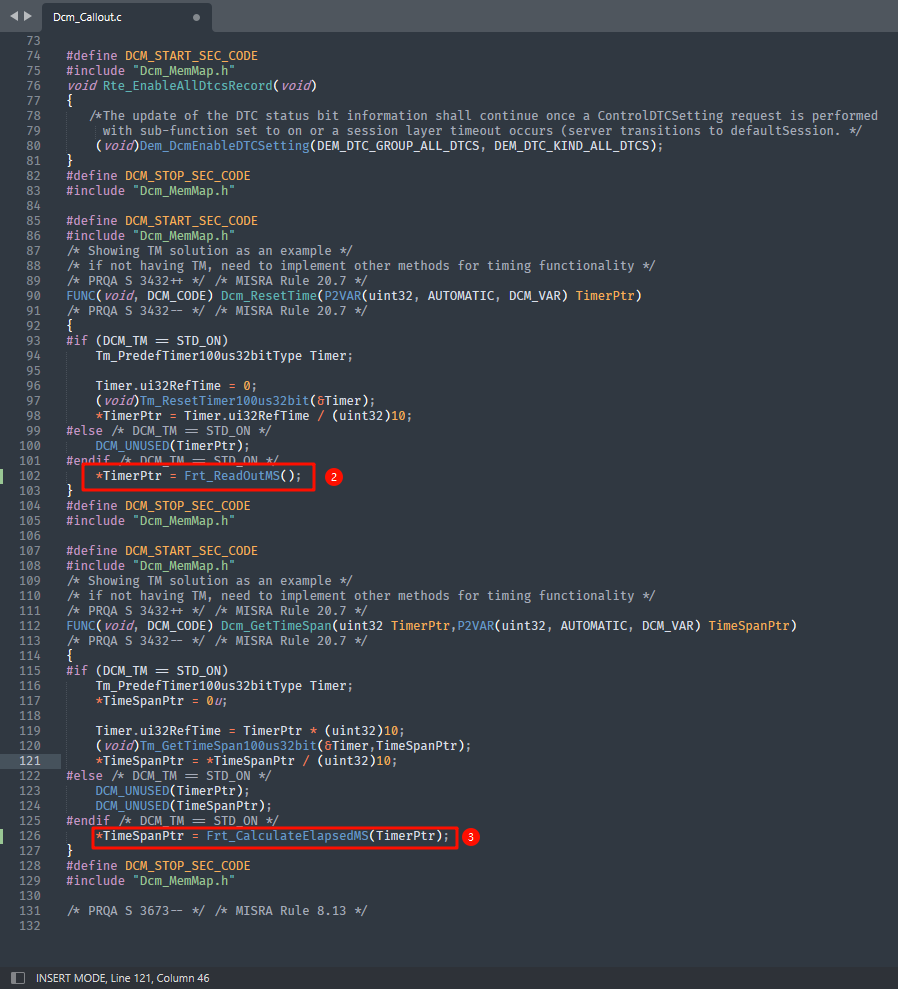 Dcm_Callout.c
73
74 #define DCM_START_SEC_CODE
75 #include "Dcm_MemMap.h"
76 void Rte_EnableAllDtcsRecord(void)
77 {
78 /*The update of the DTC status bit information shall continue once a ControlDTCSetting request is performed
79 with sub-function set to on or a session layer timeout occurs (server transitions to defaultSession. */
80 (void)Dem_DcmEnableDTCSetting(DEM_DTC_GROUP_ALL_DTCS, DEM_DTC_KIND_ALL_DTCS);
81 }
82 #define DCM_STOP_SEC_CODE
83 #include "Dcm_MemMap.h"
84
85 #define DCM_START_SEC_CODE
86 #include "Dcm_MemMap.h"
87 /* Showing TM solution as an example */
88 /* if not having TM, need to implement other methods for timing functionality */
89 /* PRQA S 3432++ */ /* MISRA Rule 20.7 */
90 FUNC(void, DCM_CODE) Dcm_ResetTime(P2VAR(uint32, AUTOMATIC, DCM_VAR) TimerPtr)
91 /* PRQA S 3432-- */ /* MISRA Rule 20.7 */
92 {
93 #if (DCM_TM == STD_ON)
94 Tm_PredefTimer100us32bitType Timer;
95
96 Timer.ui32RefTime = 0;
97 (void)Tm_ResetTimer100us32bit(&Timer);
98 *TimerPtr = Timer.ui32RefTime / (uint32)10;
99 #else /* DCM_TM == STD_ON */
100 DCM_UNUSED(TimerPtr);
101 #endif /* DCM_TM == STD_ON */
102 *TimerPtr = Frt_ReadOutMS(); 2
103 }
104 #define DCM_STOP_SEC_CODE
105 #include "Dcm_MemMap.h"
106
107 #define DCM_START_SEC_CODE
108 #include "Dcm_MemMap.h"
109 /* Showing TM solution as an example */
110 /* if not having TM, need to implement other methods for timing functionality */
111 /* PRQA S 3432++ */ /* MISRA Rule 20.7 */
112 FUNC(void, DCM_CODE) Dcm_GetTimeSpan(uint32 TimerPtr,P2VAR(uint32, AUTOMATIC, DCM_VAR) TimeSpanPtr)
113 /* PRQA S 3432-- */ /* MISRA Rule 20.7 */
114 {
115 #if (DCM_TM == STD_ON)
116 Tm_PredefTimer100us32bitType Timer;
117 *TimeSpanPtr = 0u;
118
119 Timer.ui32RefTime = TimerPtr * (uint32)10;
120 (void)Tm_GetTimeSpan100us32bit(&Timer,TimeSpanPtr);
121 *TimeSpanPtr = *TimeSpanPtr / (uint32)10;
122 #else /* DCM_TM == STD_ON */
123 DCM_UNUSED(TimerPtr);
124 DCM_UNUSED(TimeSpanPtr);
125 #endif /* DCM_TM == STD_ON */
126 *TimeSpanPtr = Frt_CalculateElapsedMS(TimerPtr); 3
127 }
128 #define DCM_STOP_SEC_CODE
129 #include "Dcm_MemMap.h"
130
131 /* PRQA S 3673-- */ /* MISRA Rule 8.13 */
132
INSERT MODE, Line 121, Column 46